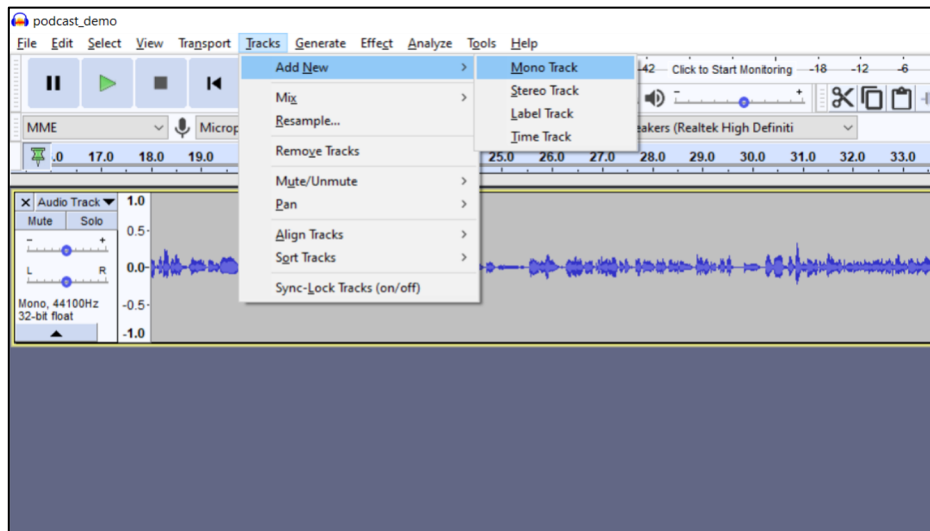 podcast_demo
File Edit Select View Transport Tracks Generate Effect Analyze Tools Help
Add New
Mix
Resample...
Remove Tracks
Mute/Unmute
Pan
Align Tracks
Sort Tracks
Sync-Lock Tracks (on/off)
Mono Track
Stereo Track
Label Track
Time Track
-42 Click to Start Monitoring -18 -12 -6
MME Microp eakers (Realtek High Definiti
.0 17.0 18.0 19.0 25.0 26.0 27.0 28.0 29.0 30.0 31.0 32.0 33.0
X Audio Track 1.0
Mute Solo
0.5
- +
L R 0.0
Mono, 44100Hz -0.5
32-bit float
-1.0